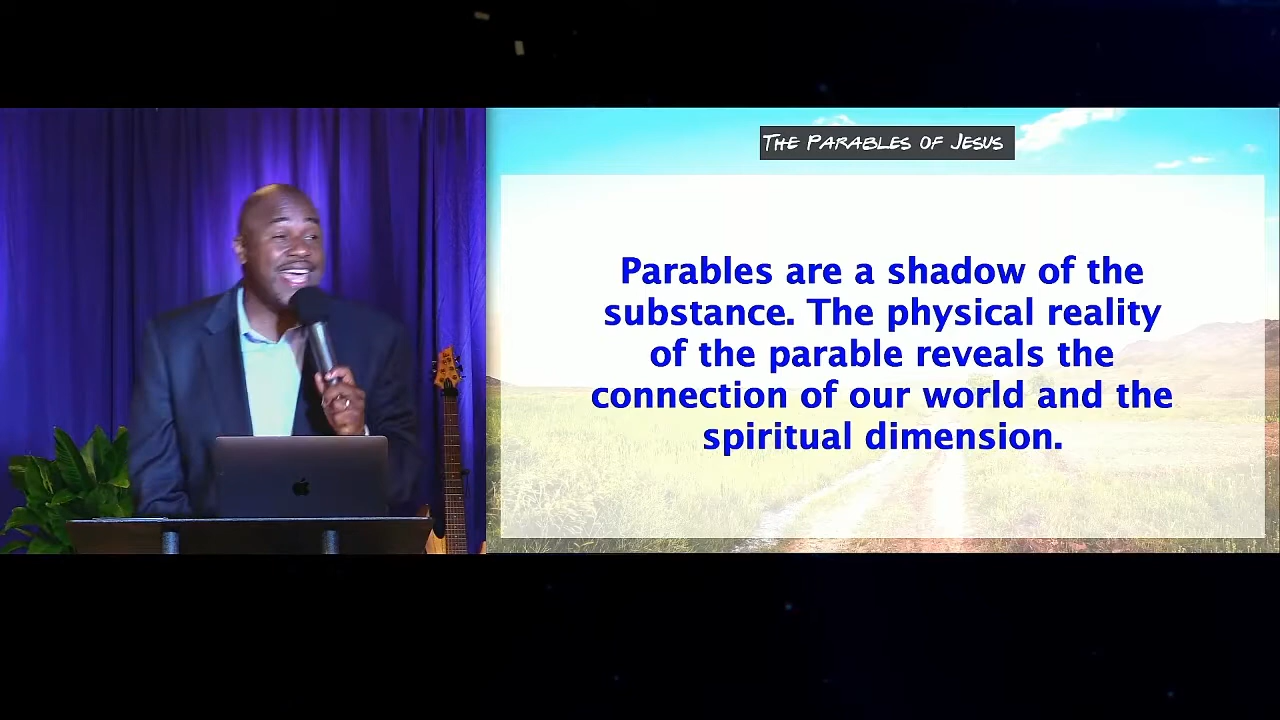 The Parables of Jesus
Parables are a shadow of the
substance. The physical reality
of the parable reveals the
connection of our world and the
spiritual dimension.